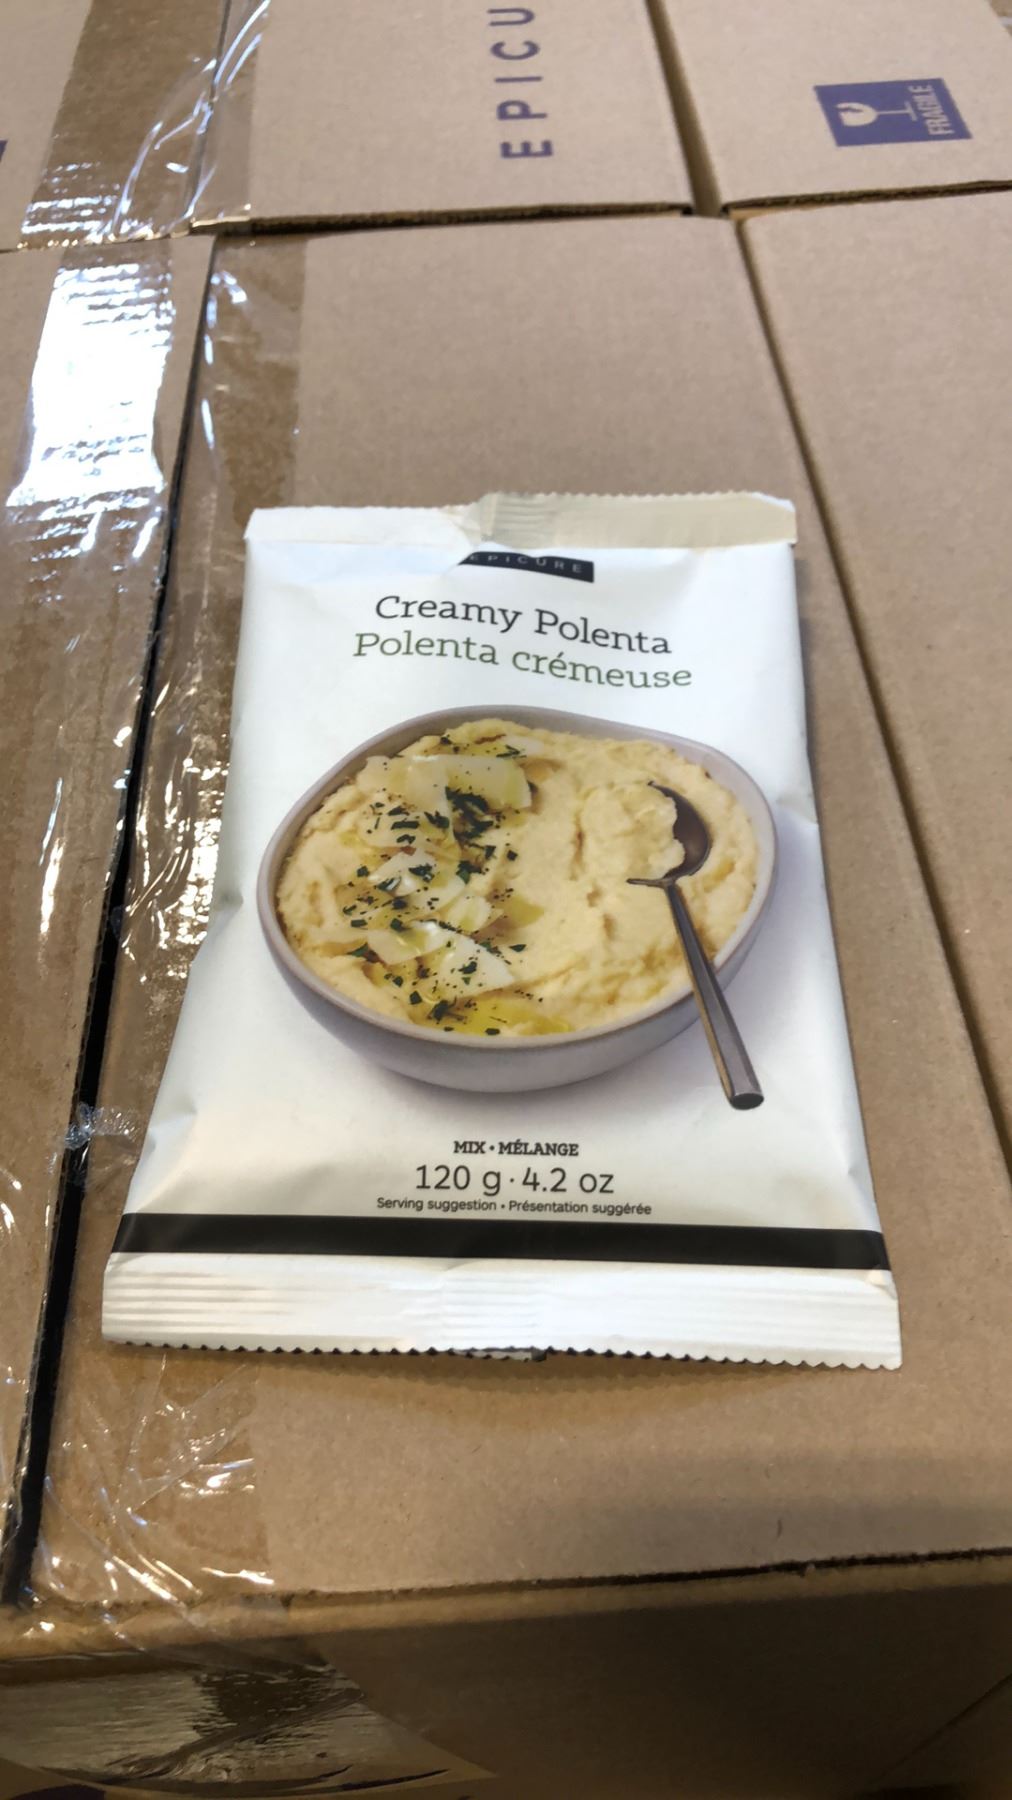 EPICU
FRAGILE
EPICURE
Creamy Polenta
Polenta crémeuse
MIX • MÉLANGE
120 g · 4.2 oz
Serving suggestion • Présentation suggérée